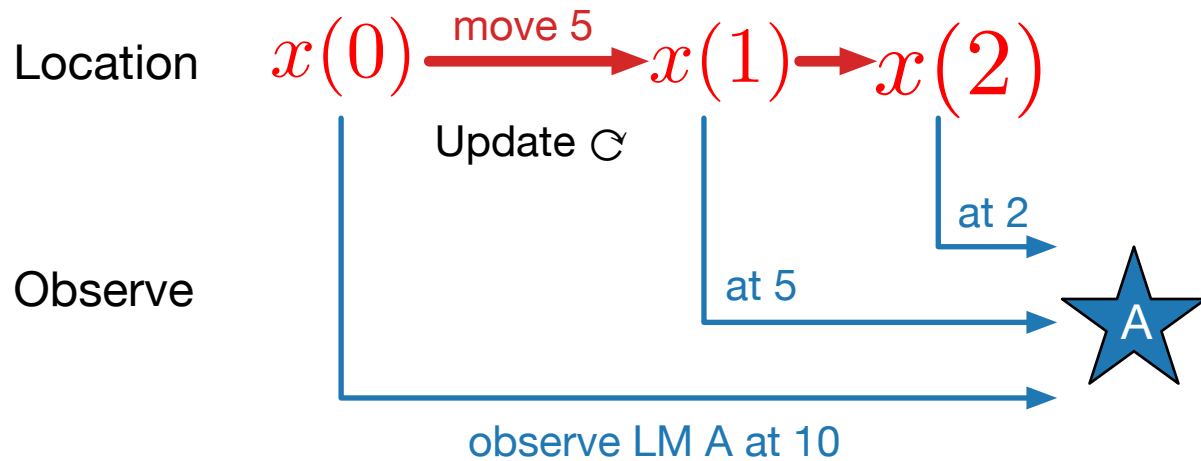 Location x(0) move 5 x(1) x(2)
Update ⟳
at 2
Observe at 5
A
observe LM A at 10